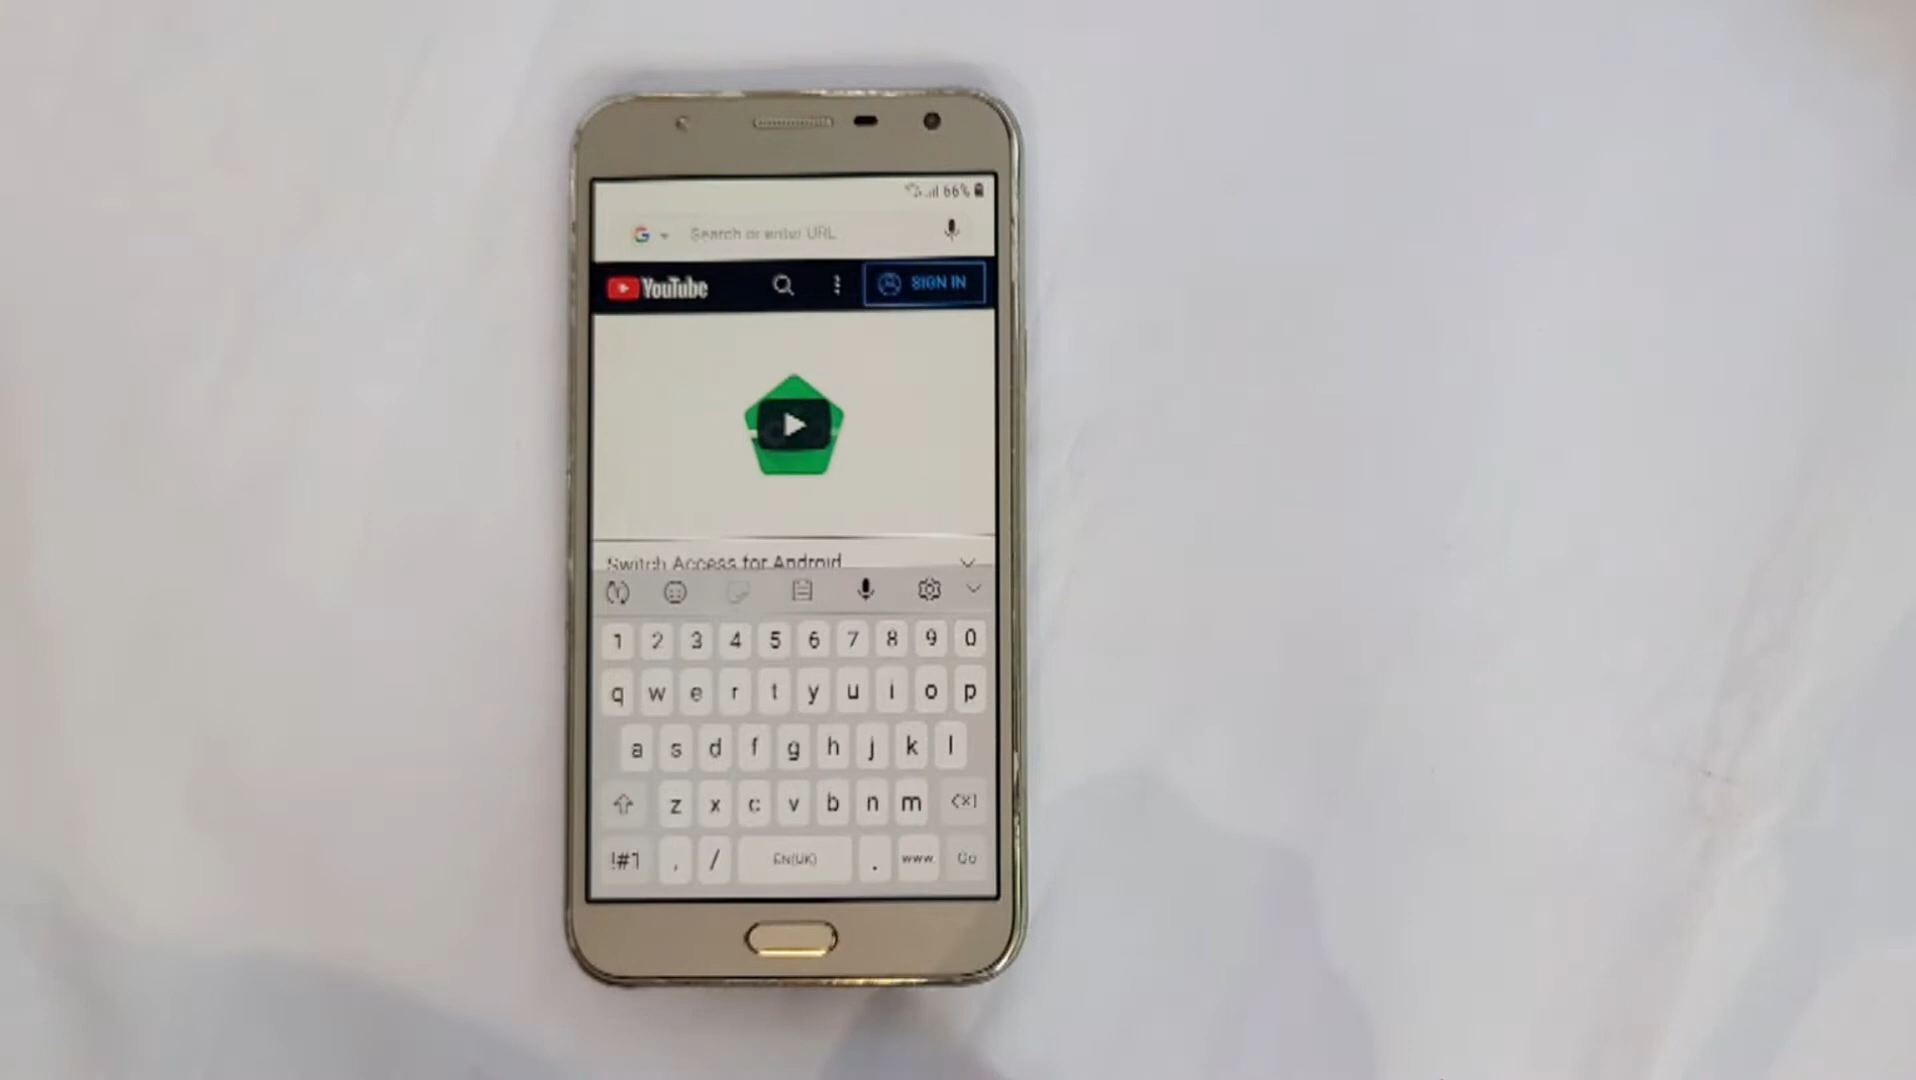 66%
G Search or enter URL
YouTube SIGN IN
Switch Access for Android
1 2 3 4 5 6 7 8 9 0
q w e r t y u i o p
a s d f g h j k l
z x c v b n m
!#1 , / EN(UK) . www. Go